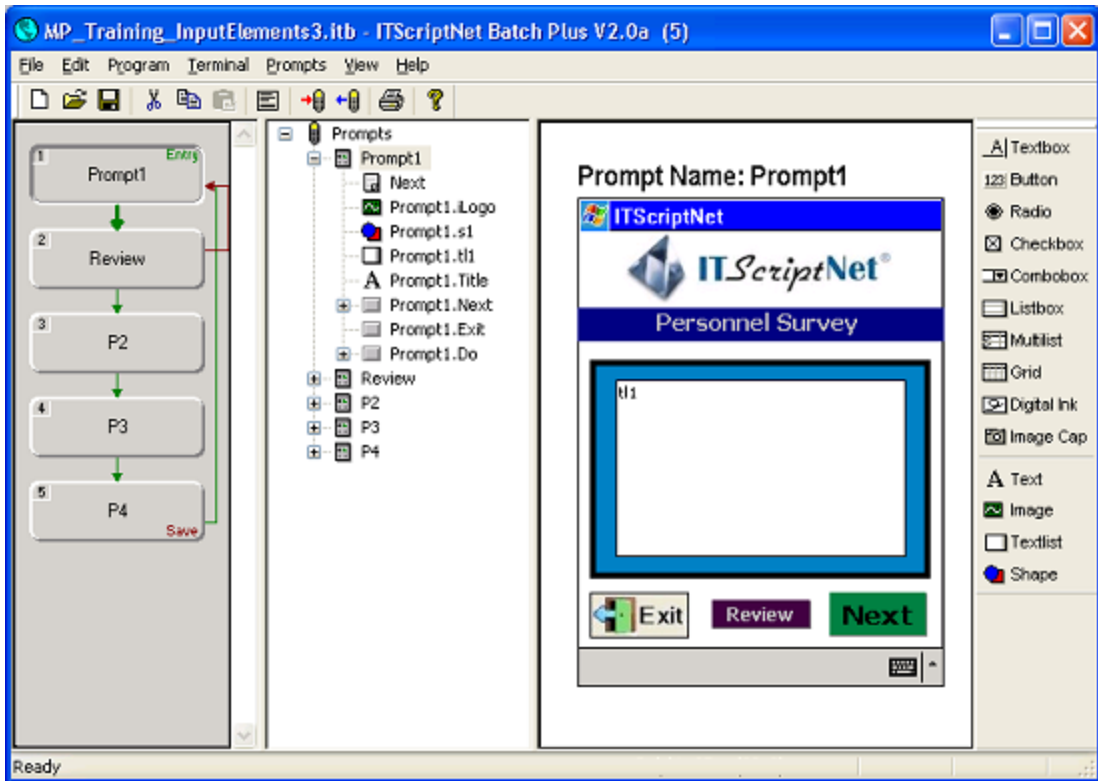 MP_Training_InputElements3.itb - ITScriptNet Batch Plus V2.0a (5)
File Edit Program Terminal Prompts View Help
1 Entry
Prompt1
2
Review
3
P2
4
P3
5
P4
Save
Prompts
Prompt1
Next
Prompt1.iLogo
Prompt1.s1
Prompt1.tl1
Prompt1.Title
Prompt1.Next
Prompt1.Exit
Prompt1.Do
Review
P2
P3
P4
Prompt Name: Prompt1
ITScriptNet
ITScriptNet®
Personnel Survey
tl1
Exit Review Next
A Textbox
123 Button
Radio
Checkbox
Combobox
Listbox
Multilist
Grid
Digital Ink
Image Cap
A Text
Image
Textlist
Shape
Ready